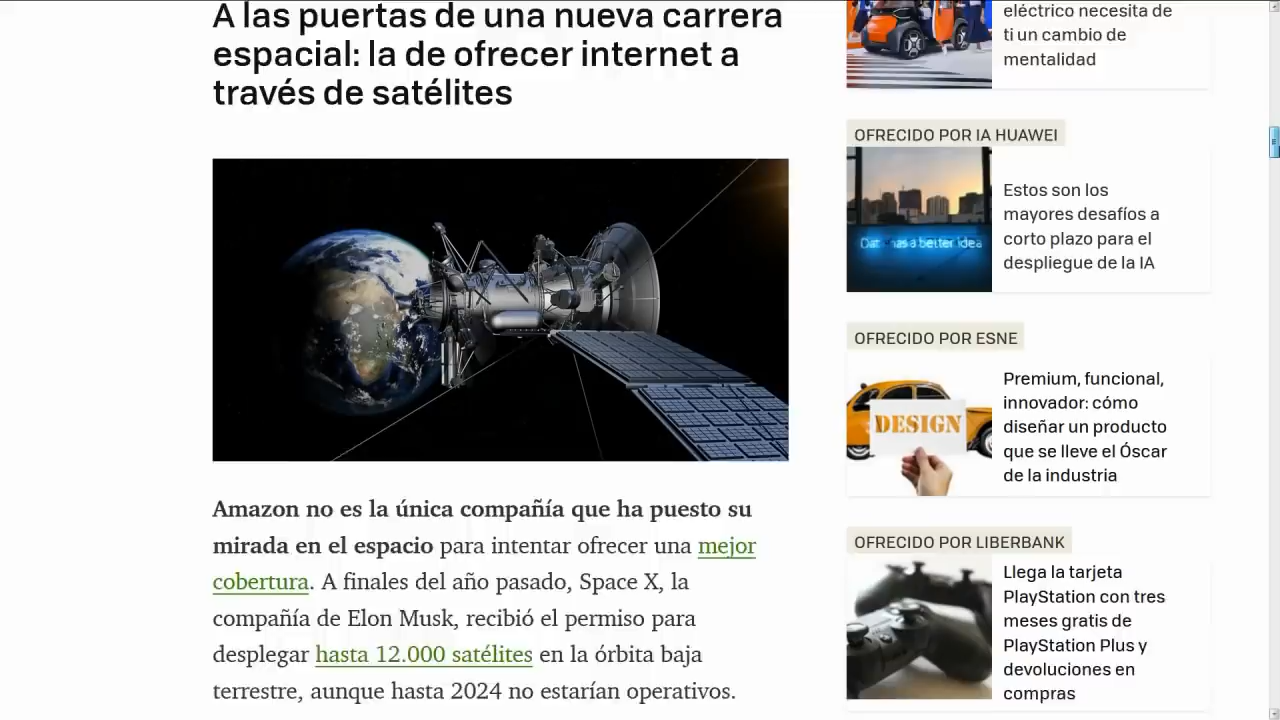 A las puertas de una nueva carrera
espacial: la de ofrecer internet a
través de satélites
Amazon no es la única compañía que ha puesto su
mirada en el espacio para intentar ofrecer una mejor
cobertura. A finales del año pasado, Space X, la
compañía de Elon Musk, recibió el permiso para
desplegar hasta 12.000 satélites en la órbita baja
terrestre, aunque hasta 2024 no estarían operativos.
eléctrico necesita de
ti un cambio de
mentalidad
OFRECIDO POR IA HUAWEI
a better idea
Estos son los
mayores desafíos a
corto plazo para el
despliegue de la IA
OFRECIDO POR ESNE
DESIGN
Premium, funcional,
innovador: cómo
diseñar un producto
que se lleve el Óscar
de la industria
OFRECIDO POR LIBERBANK
Llega la tarjeta
PlayStation con tres
meses gratis de
PlayStation Plus y
devoluciones en
compras